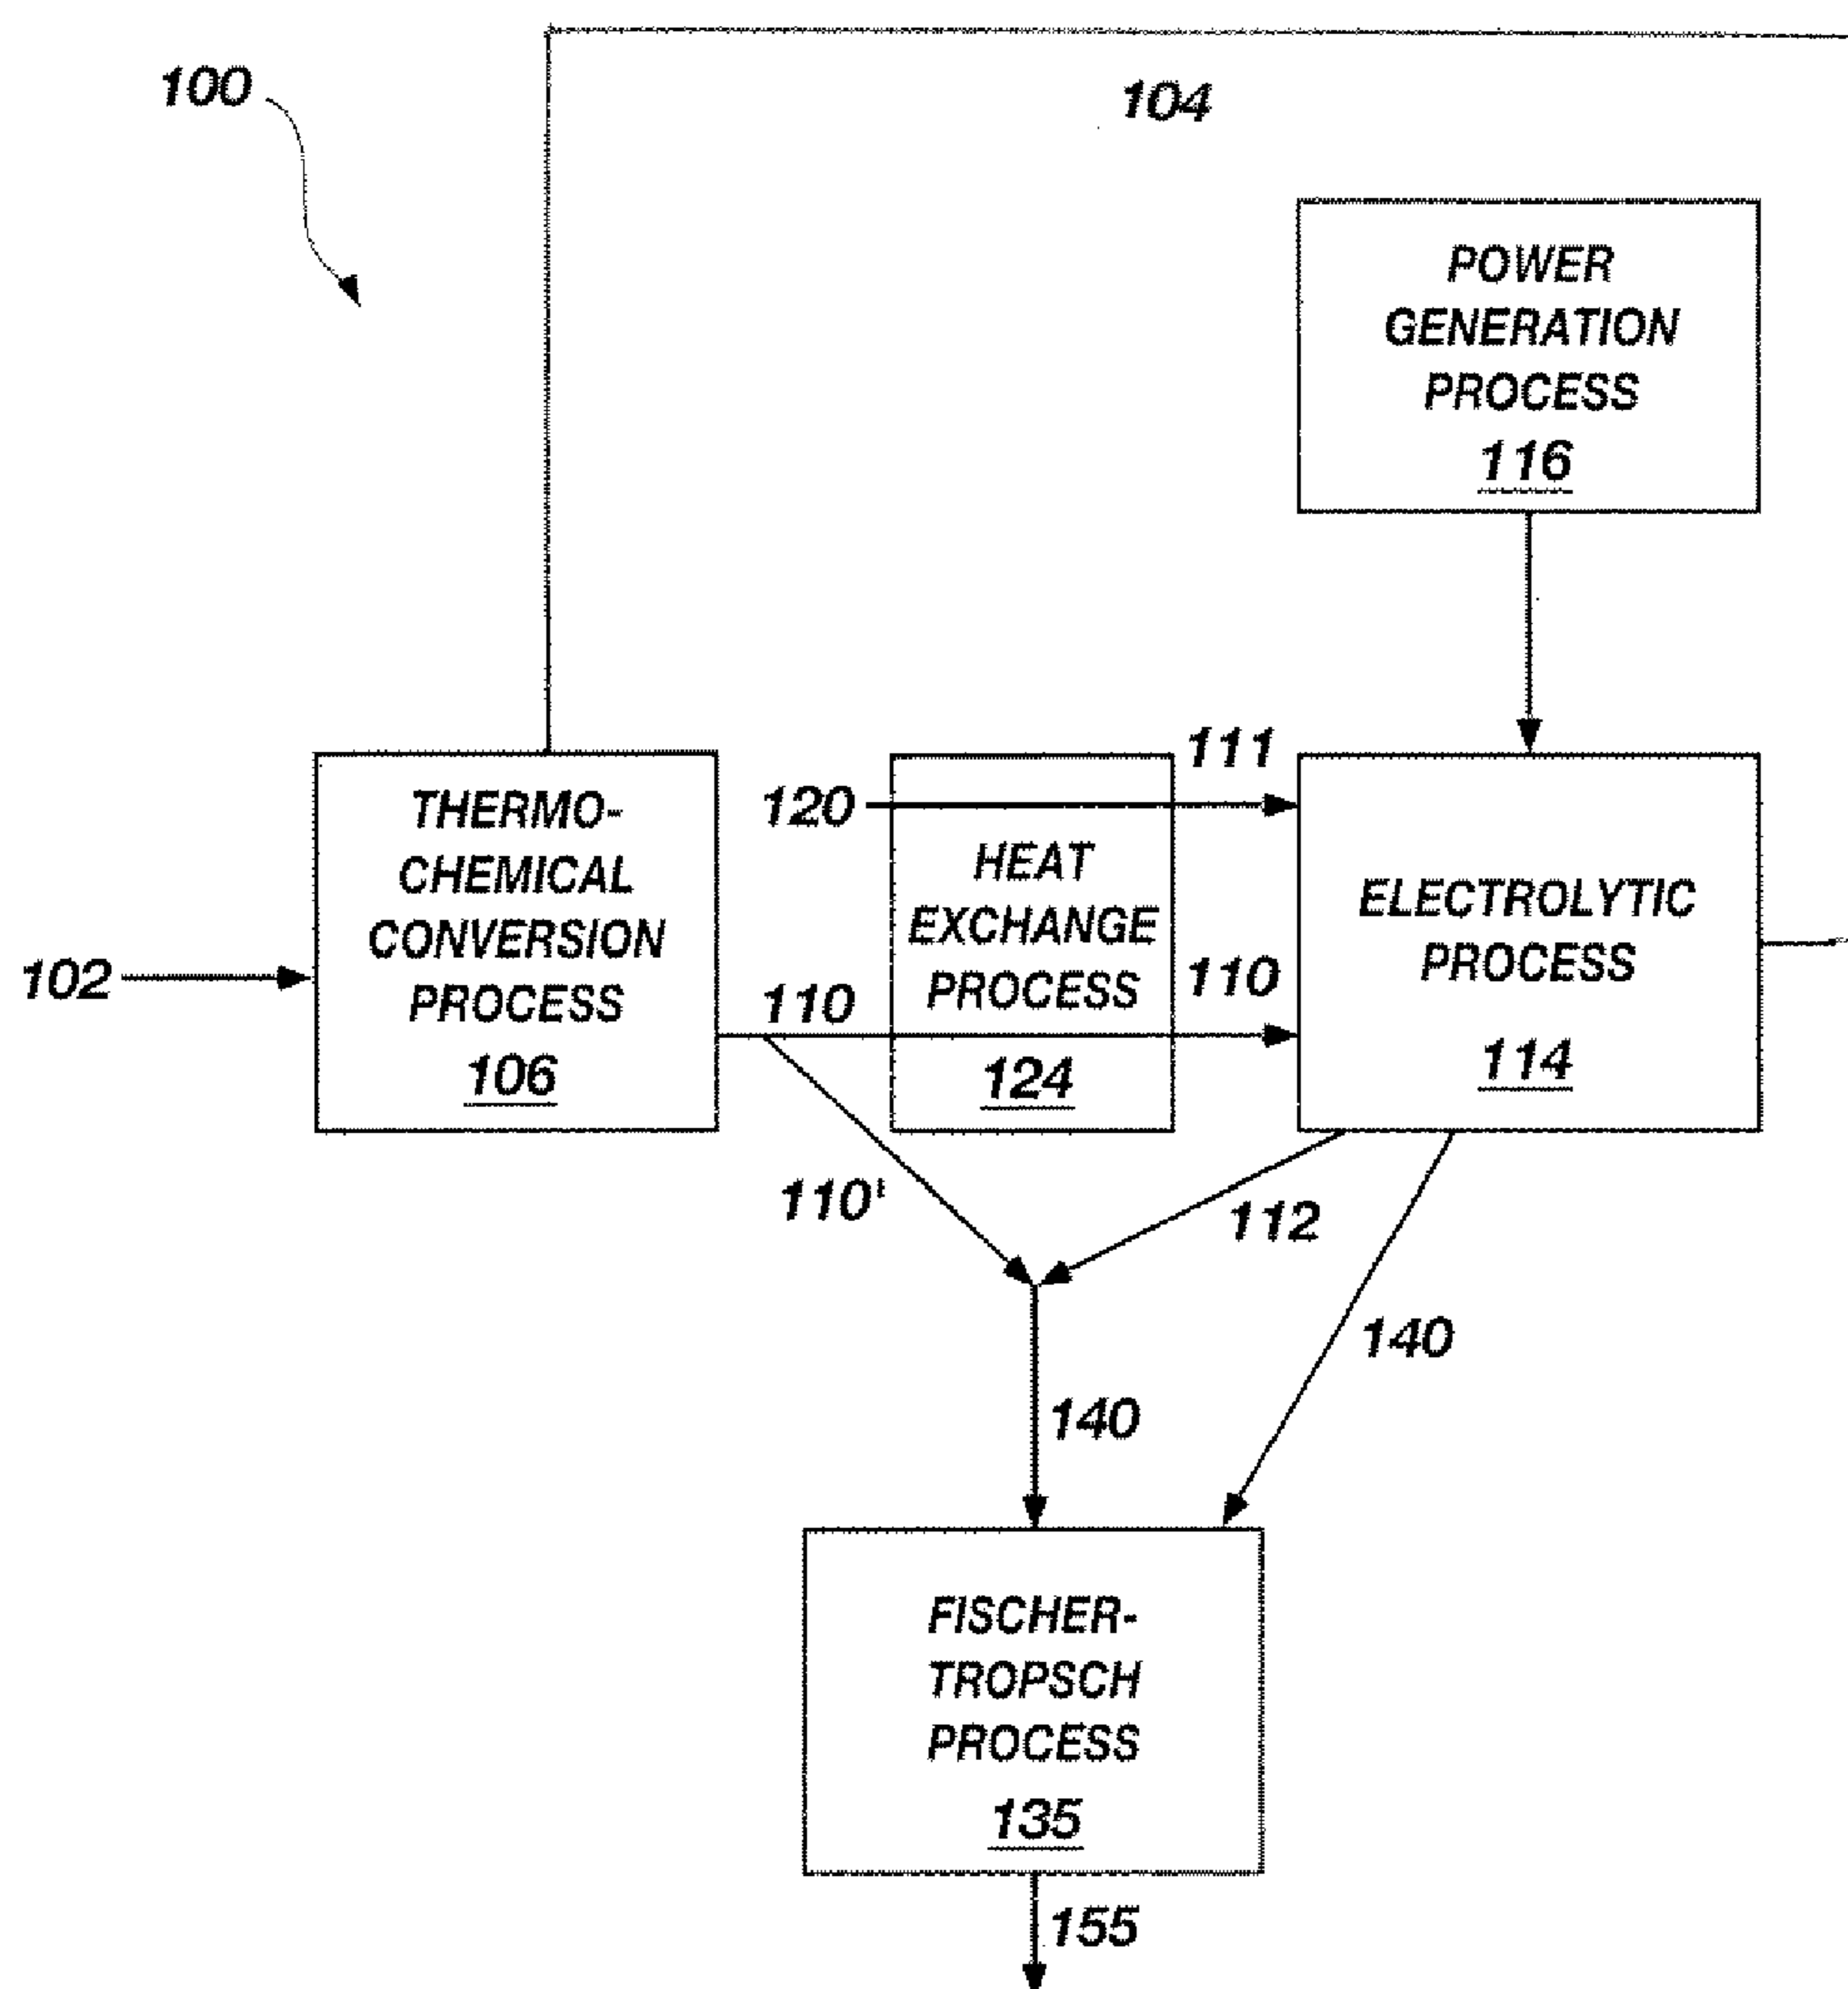 100
104
POWER
GENERATION
PROCESS
116
111
120
THERMO-
CHEMICAL
CONVERSION
PROCESS
106
102
110
HEAT
EXCHANGE
PROCESS
124
110
ELECTROLYTIC
PROCESS
114
110'
112
140
140
FISCHER-
TROPSCH
PROCESS
135
155